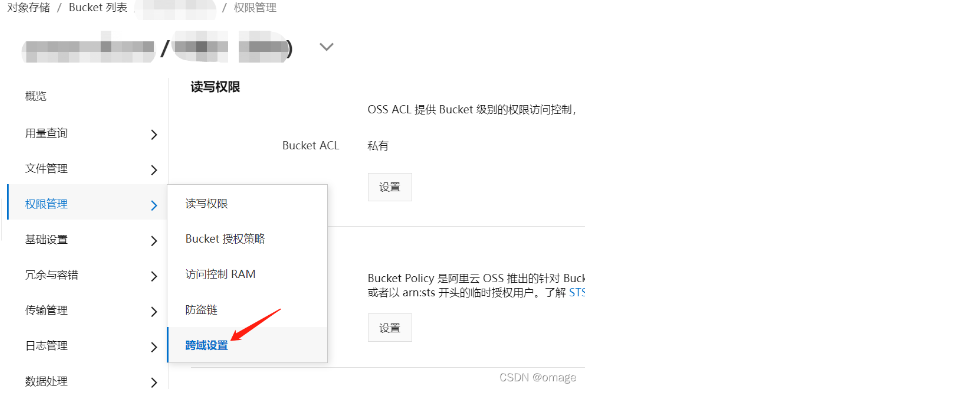 对象存储 / Bucket 列表 / 权限管理
/ )
读写权限
概览
OSS ACL 提供 Bucket 级别的权限访问控制，
用量查询
Bucket ACL 私有
文件管理
设置
权限管理
读写权限
基础设置
Bucket 授权策略
冗余与容错
访问控制 RAM
Bucket Policy 是阿里云 OSS 推出的针对 Buck
或者以 arn:sts 开头的临时授权用户。了解 STS
传输管理
防盗链
设置
日志管理
跨域设置
数据处理
CSDN @omage